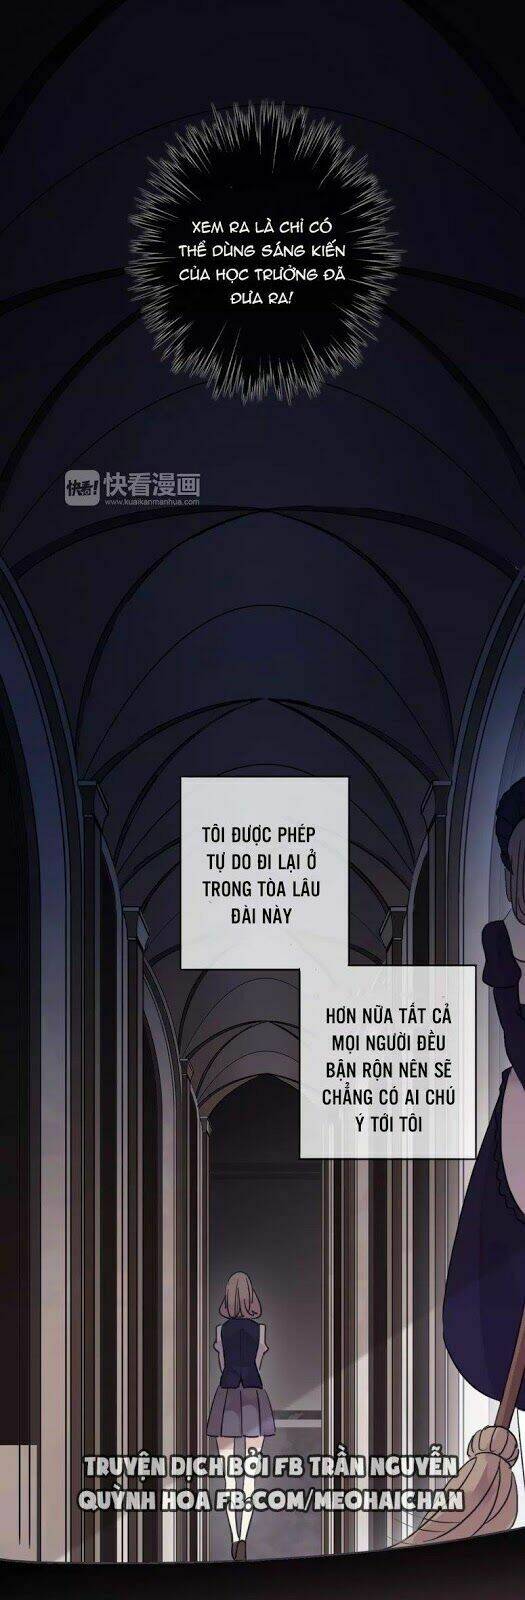 XEM RA LÀ CHỈ CÓ
THỂ DÙNG SÁNG KIẾN
CỦA HỌC TRƯỞNG ĐÃ
ĐƯA RA!
快看! 快看漫画
www.kuaikanmanhua.com
TÔI ĐƯỢC PHÉP
TỰ DO ĐI LẠI Ở
TRONG TÒA LÂU
ĐÀI NÀY
HƠN NỮA TẤT CẢ
MỌI NGƯỜI ĐỀU
BẬN RỘN NÊN SẼ
CHẲNG CÓ AI CHÚ
Ý TỚI TÔI
TRUYỆN DỊCH BỞI FB TRẦN NGUYỄN
QUỲNH HOA FB.COM/MEOHAICHAN